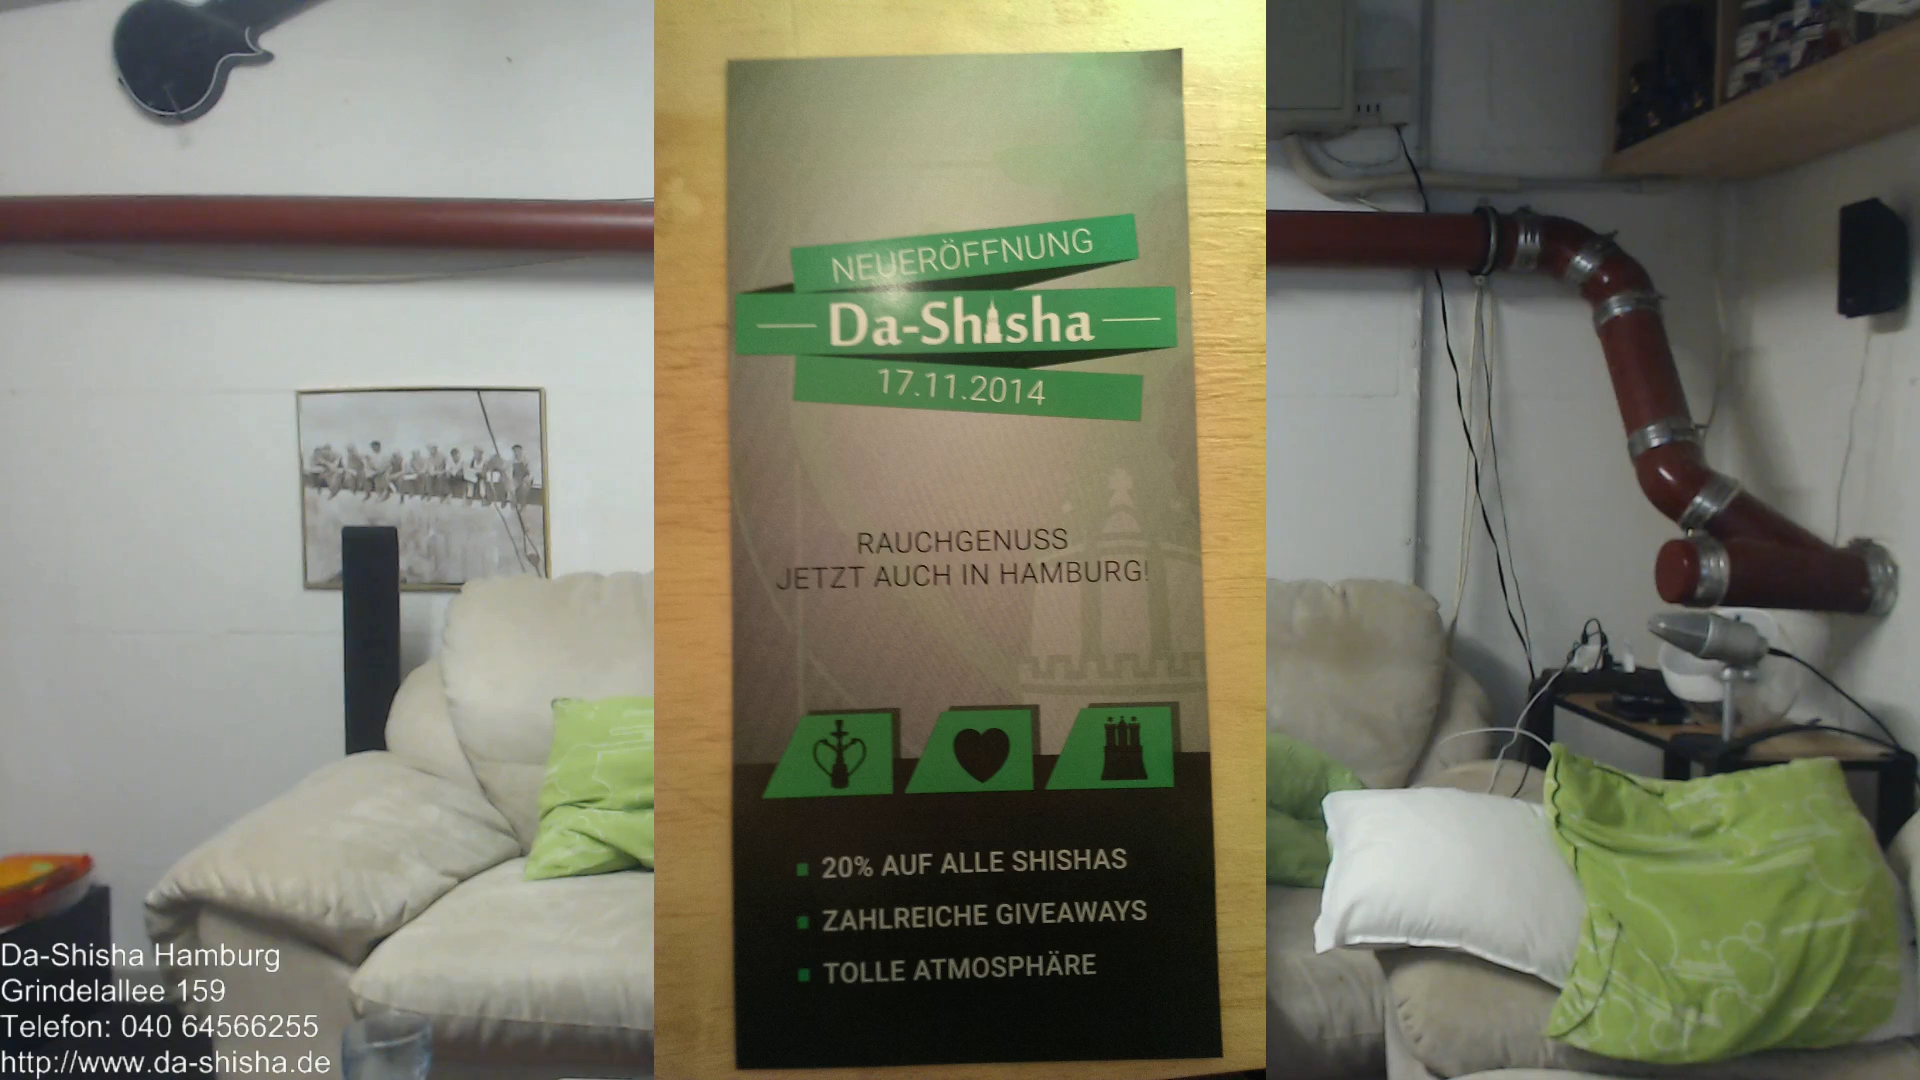 NEUERÖFFNUNG
Da-Shisha
17.11.2014
RAUCHGENUSS
JETZT AUCH IN HAMBURG!
20% AUF ALLE SHISHAS
ZAHLREICHE GIVEAWAYS
TOLLE ATMOSPHÄRE
Da-Shisha Hamburg
Grindelallee 159
Telefon: 040 64566255
http://www.da-shisha.de